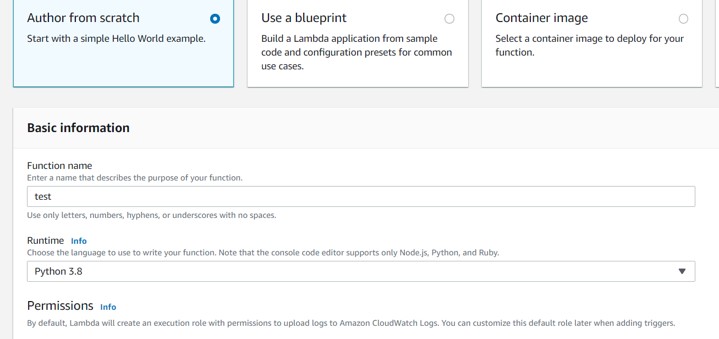 Author from scratch
Start with a simple Hello World example.
Use a blueprint
Build a Lambda application from sample
code and configuration presets for common
use cases.
Container image
Select a container image to deploy for your
function.
Basic information
Function name
Enter a name that describes the purpose of your function.
test
Use only letters, numbers, hyphens, or underscores with no spaces.
Runtime Info
Choose the language to use to write your function. Note that the console code editor supports only Node.js, Python, and Ruby.
Python 3.8
Permissions Info
By default, Lambda will create an execution role with permissions to upload logs to Amazon CloudWatch Logs. You can customize this default role later when adding triggers.